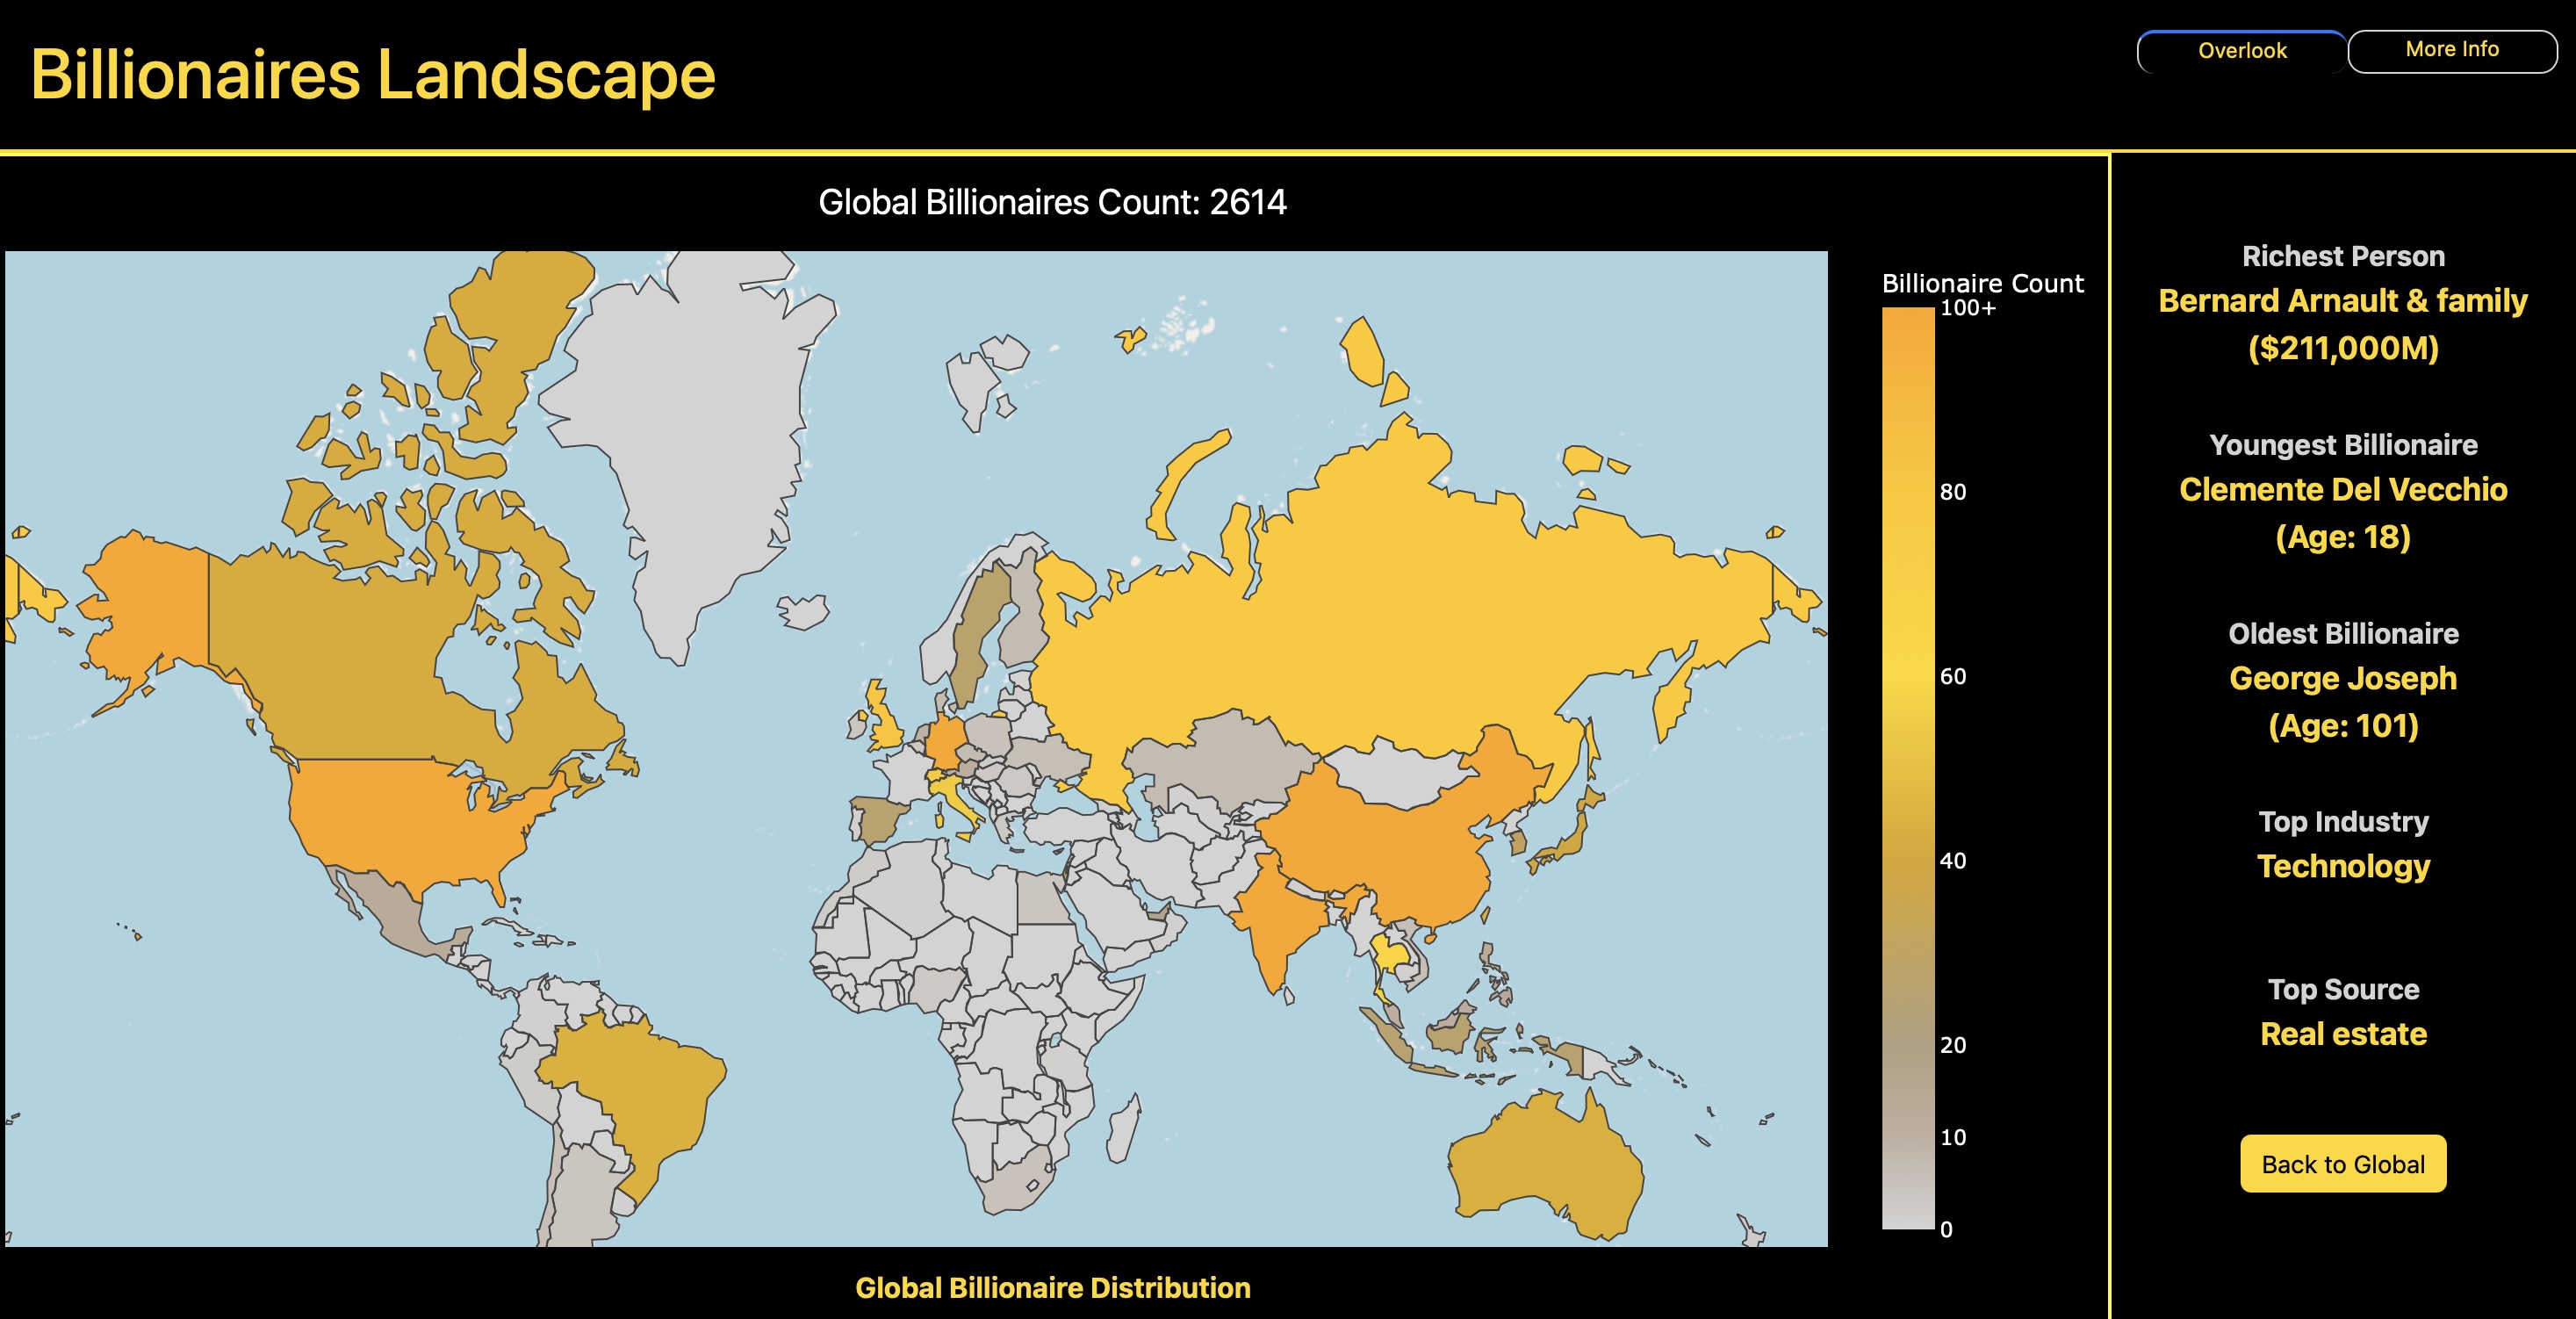 Billionaires Landscape
Overlook
More Info
Global Billionaires Count: 2614
Billionaire Count
100+
80
60
40
20
10
0
Global Billionaire Distribution
Richest Person
Bernard Arnault & family
($211,000M)
Youngest Billionaire
Clemente Del Vecchio
(Age: 18)
Oldest Billionaire
George Joseph
(Age: 101)
Top Industry
Technology
Top Source
Real estate
Back to Global